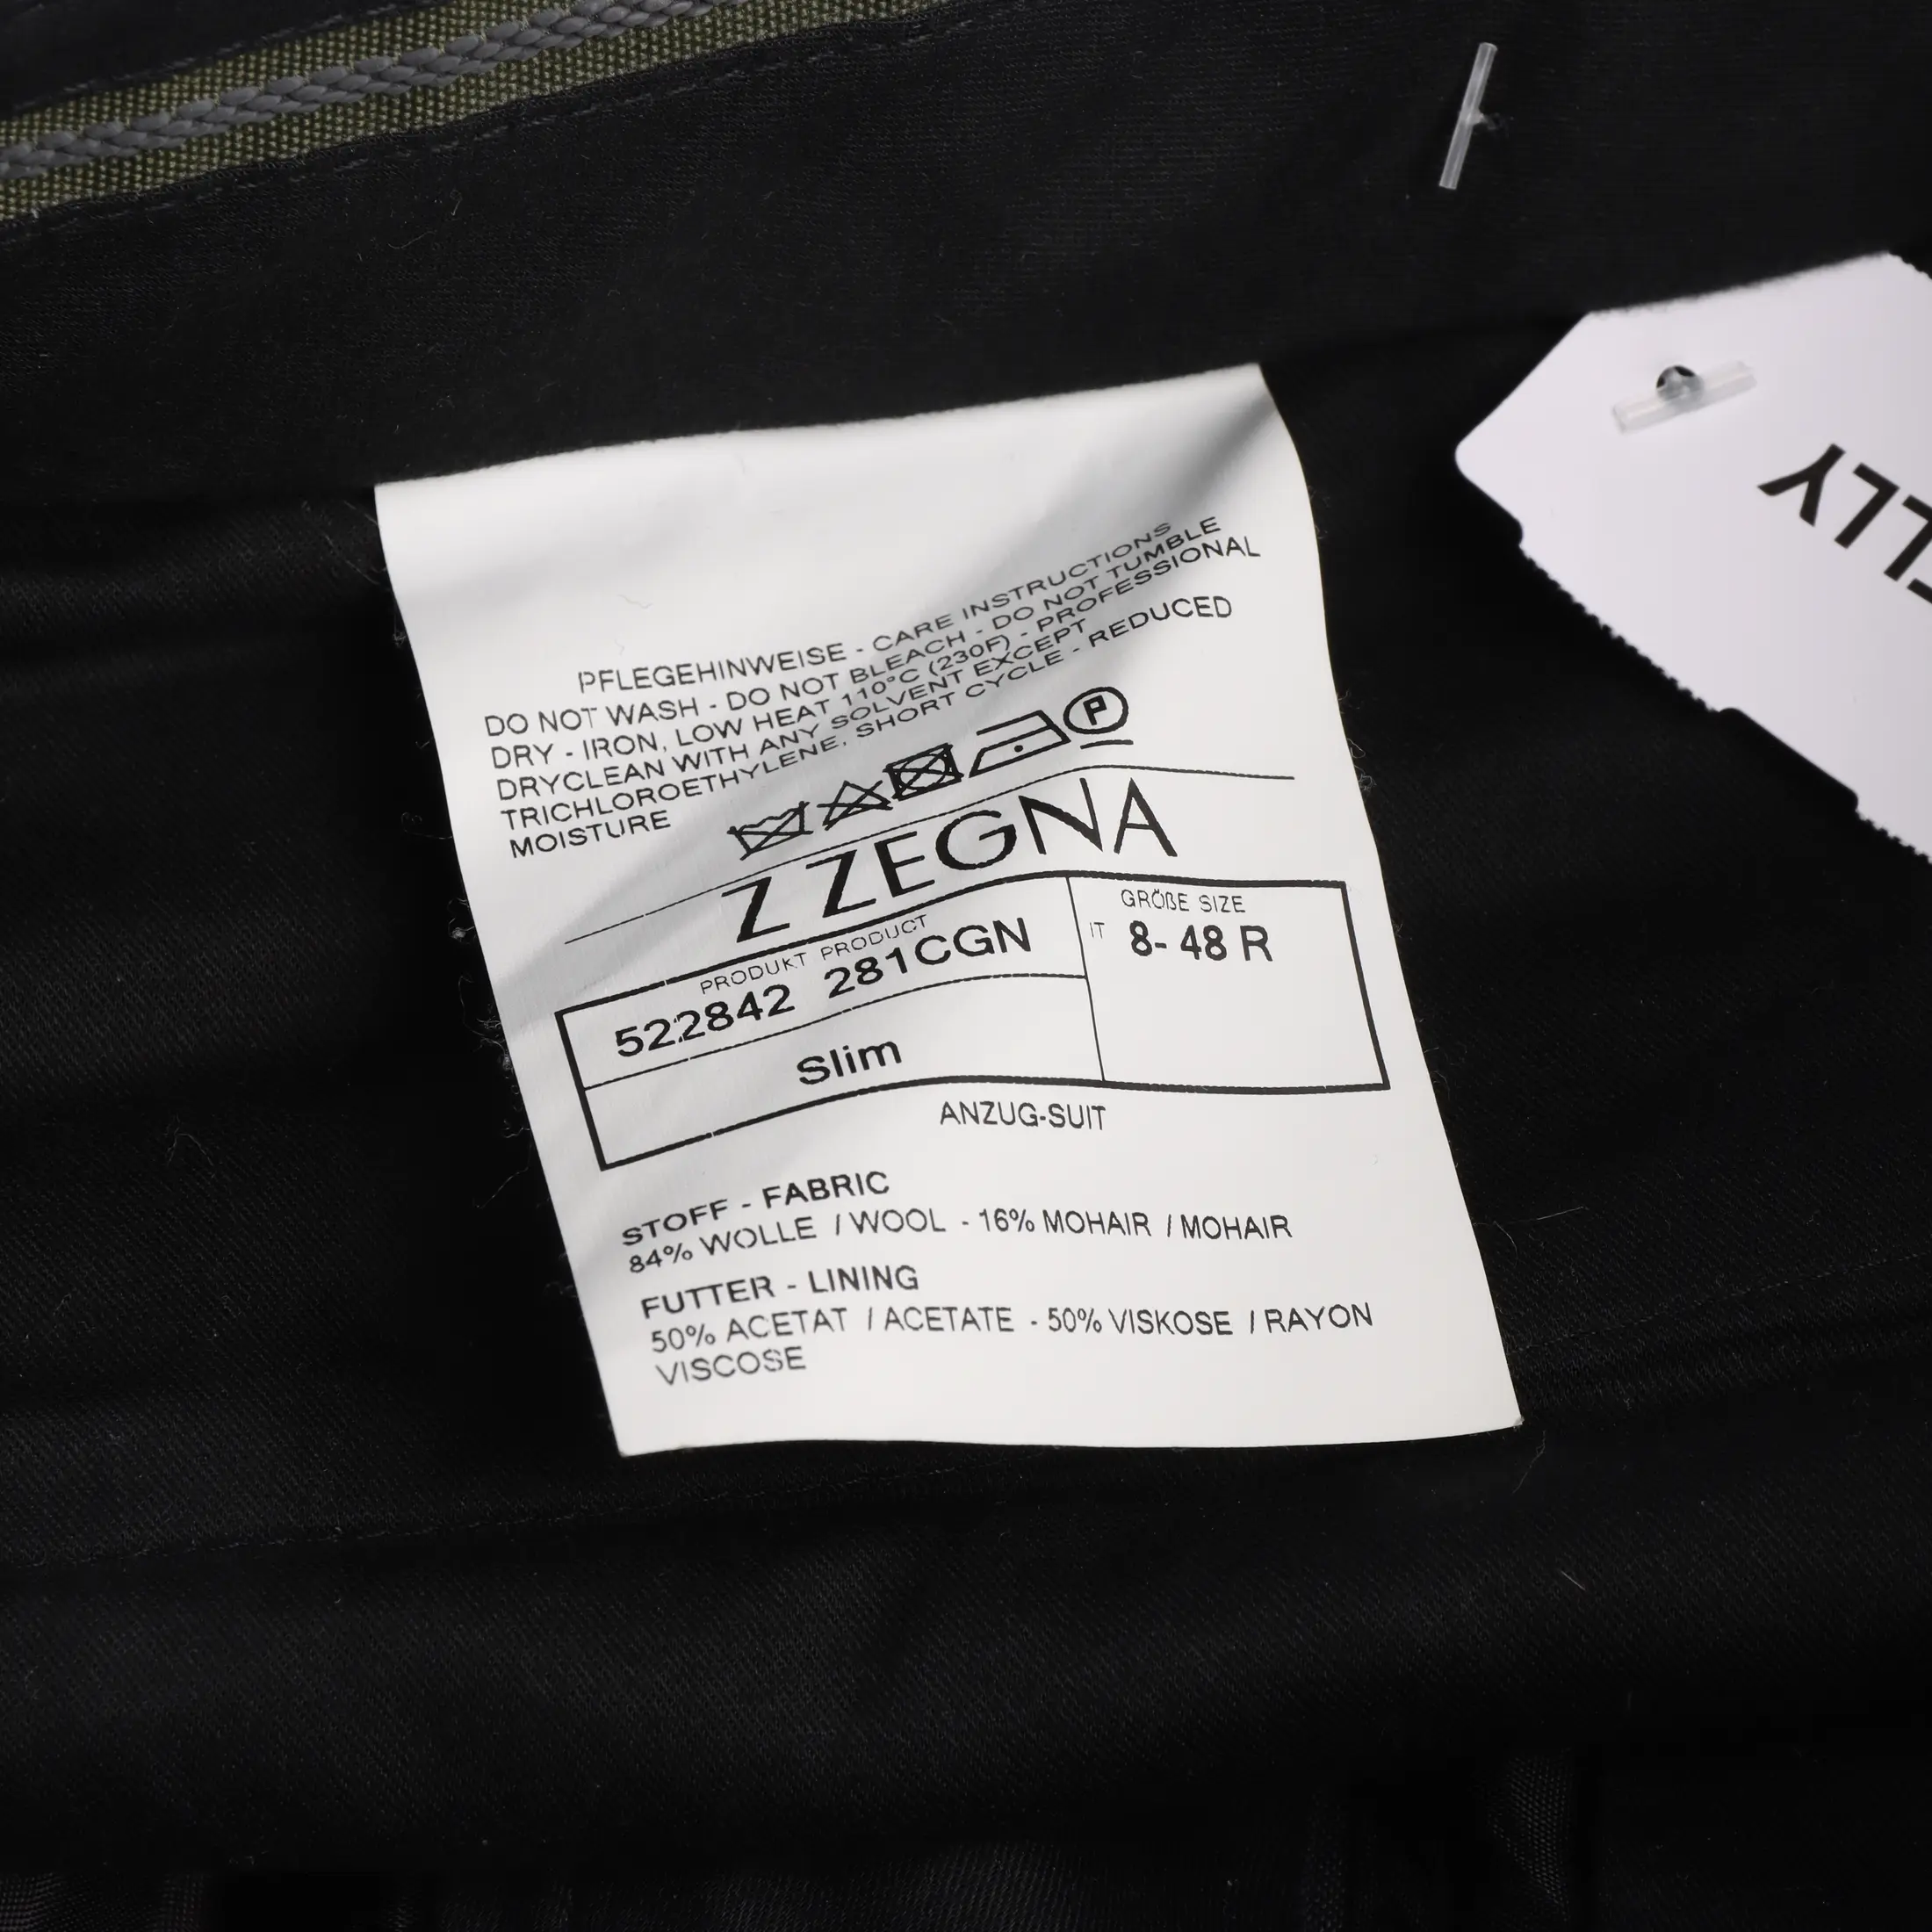 PFLEGEHINWEISE - CARE INSTRUCTIONS
DO NOT WASH - DO NOT BLEACH - DO NOT TUMBLE
DRY - IRON, LOW HEAT 110°C (230F) - PROFESSIONAL
DRYCLEAN WITH ANY SOLVENT EXCEPT
TRICHLOROETHYLENE, SHORT CYCLE - REDUCED
MOISTURE
P
Z ZEGNA
PRODUKT PRODUCT
522842 281CGN
Slim
GRÖßE SIZE
IT 8- 48 R
ANZUG-SUIT
STOFF - FABRIC
84% WOLLE / WOOL - 16% MOHAIR / MOHAIR
FUTTER - LINING
50% ACETAT / ACETATE - 50% VISKOSE / RAYON
VISCOSE